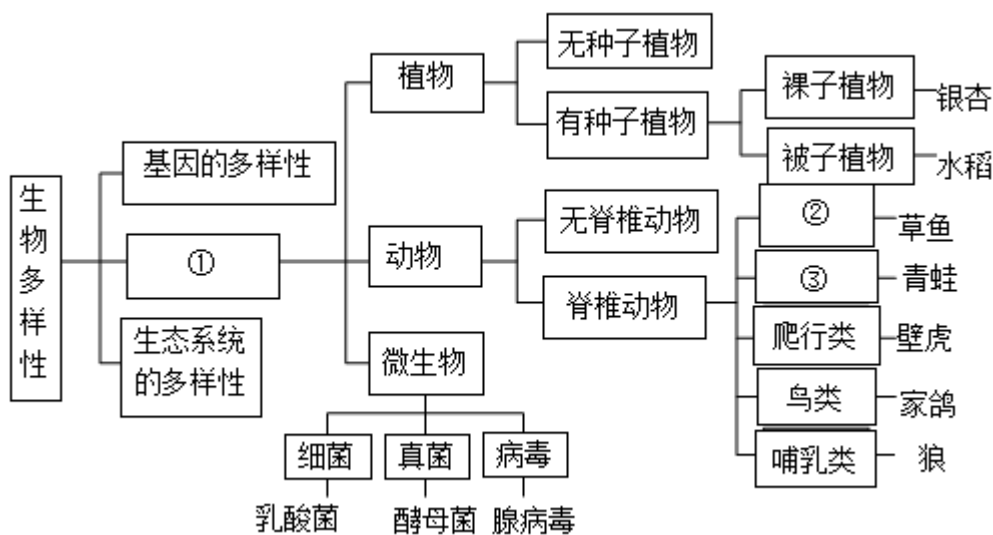 生物多样性
基因的多样性
①
生态系统
的多样性
植物
动物
微生物
无种子植物
有种子植物
裸子植物
银杏
被子植物
水稻
无脊椎动物
脊椎动物
②
草鱼
③
青蛙
爬行类
壁虎
鸟类
家鸽
哺乳类
狼
细菌
真菌
病毒
乳酸菌
酵母菌
腺病毒